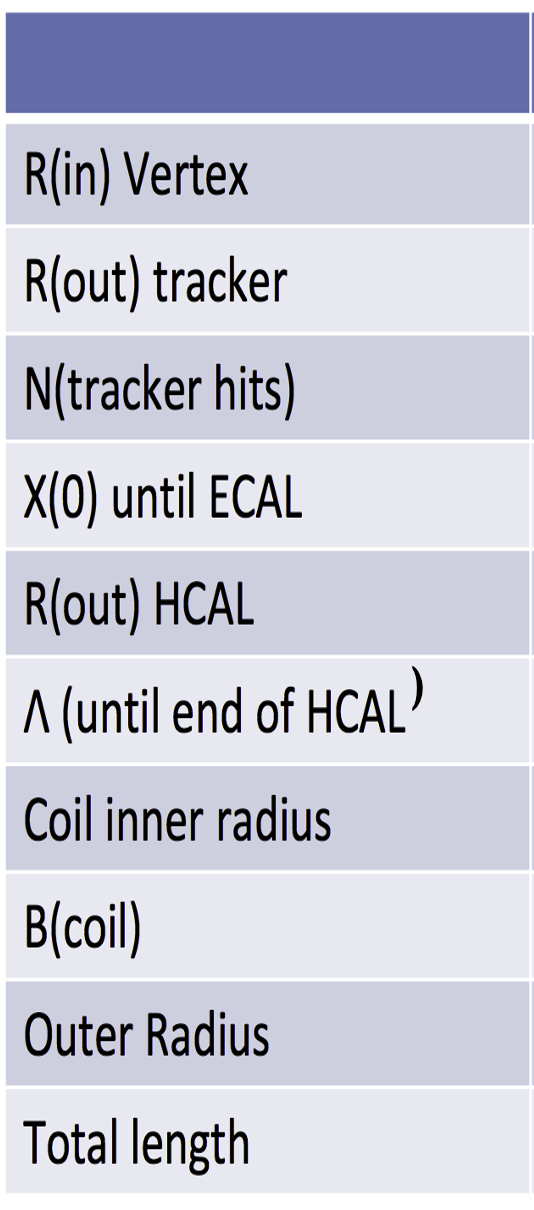 R(in) Vertex
R(out) tracker
N(tracker hits)
X(0) until ECAL
R(out) HCAL
Λ (until end of HCAL)
Coil inner radius
B(coil)
Outer Radius
Total length